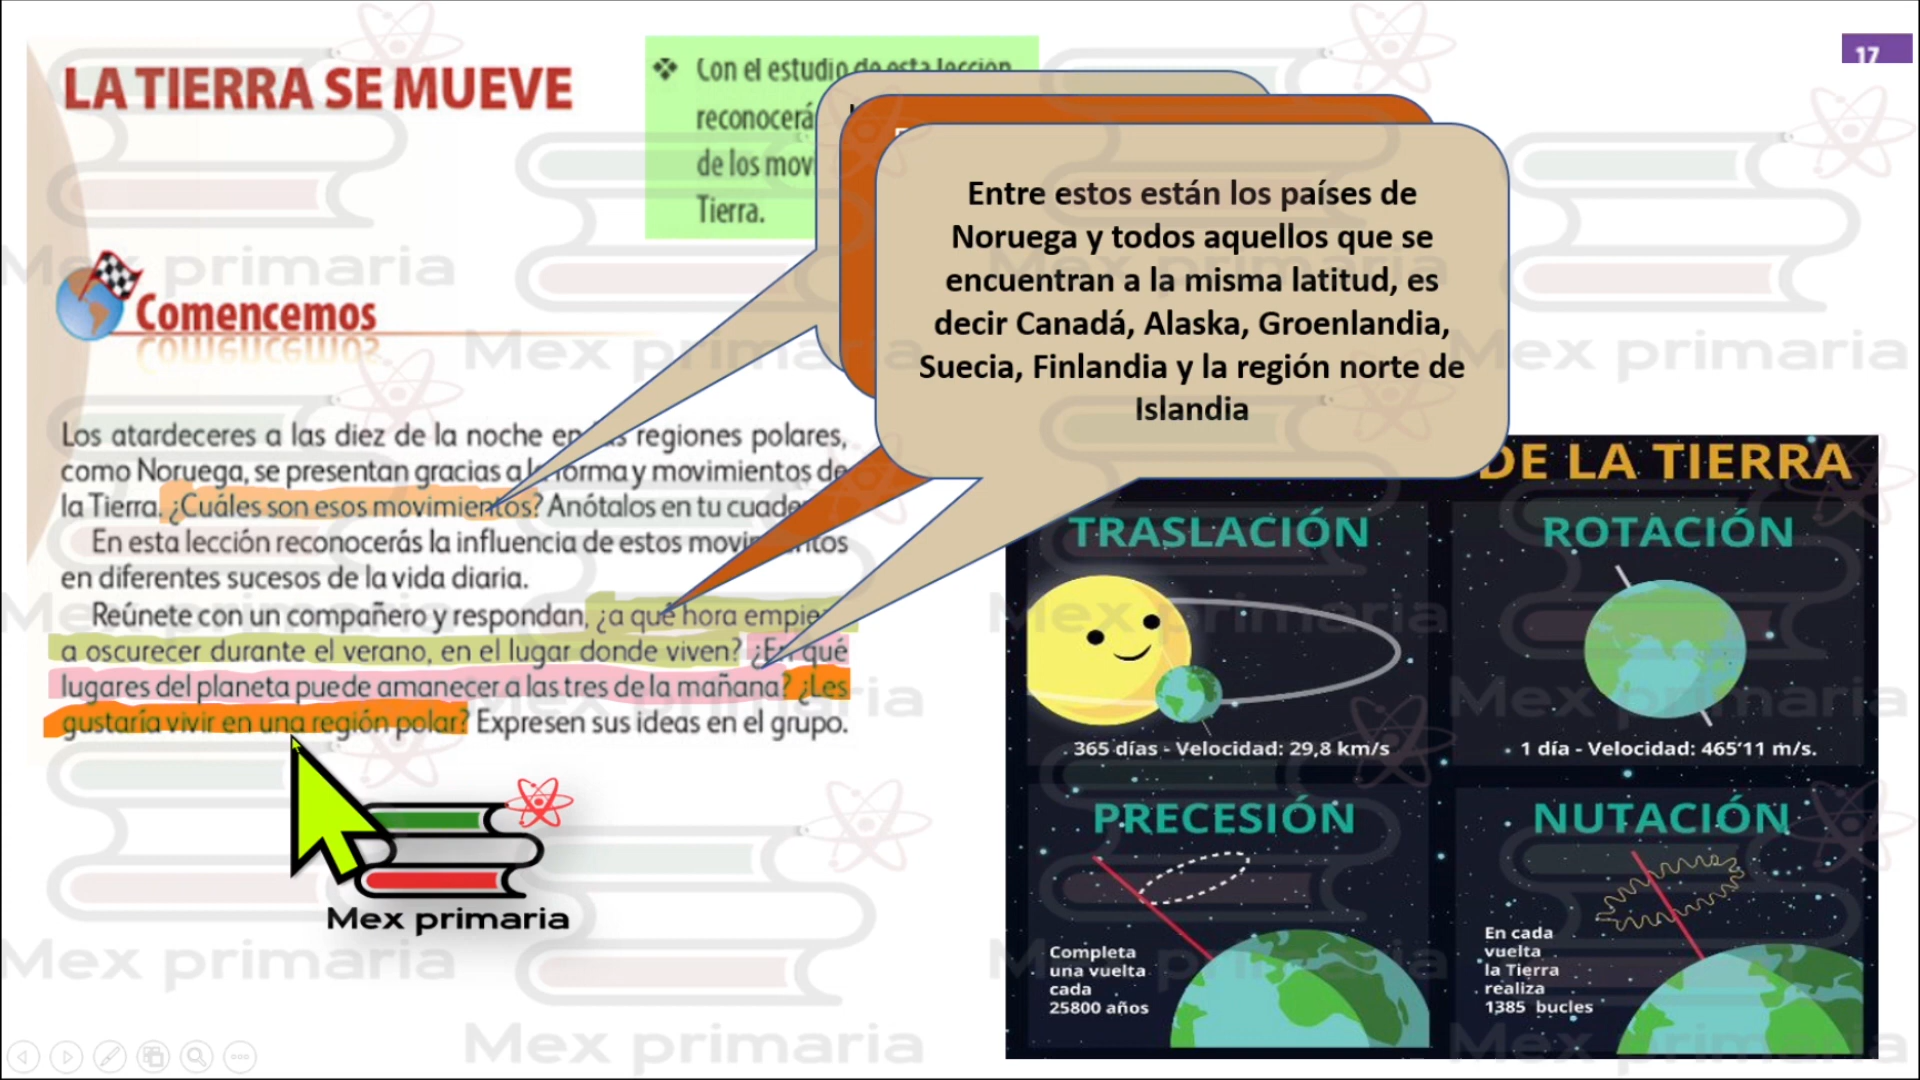 17
LA TIERRA SE MUEVE
Con el estudio de esta lección
reconocerá
de los mov
Tierra.
Entre estos están los países de
Noruega y todos aquellos que se
encuentran a la misma latitud, es
decir Canadá, Alaska, Groenlandia,
Suecia, Finlandia y la región norte de
Islandia
Comencemos
Los atardeceres a las diez de la noche en regiones polares,
como Noruega, se presentan gracias a la forma y movimientos de
la Tierra. ¿Cuáles son esos movimientos? Anótalos en tu cuade
En esta lección reconocerás la influencia de estos movimientos
en diferentes sucesos de la vida diaria.
Reúnete con un compañero y respondan, ¿a qué hora empie
a oscurecer durante el verano, en el lugar donde viven? ¿En qué
lugares del planeta puede amanecer a las tres de la mañana? ¿Les
gustaría vivir en una región polar? Expresen sus ideas en el grupo.
Mex primaria
DE LA TIERRA
TRASLACIÓN
365 días - Velocidad: 29,8 km/s
ROTACIÓN
1 día - Velocidad: 465'11 m/s.
PRECESIÓN
Completa
una vuelta
cada
25800 años
NUTACIÓN
En cada
vuelta
la Tierra
realiza
1385 bucles